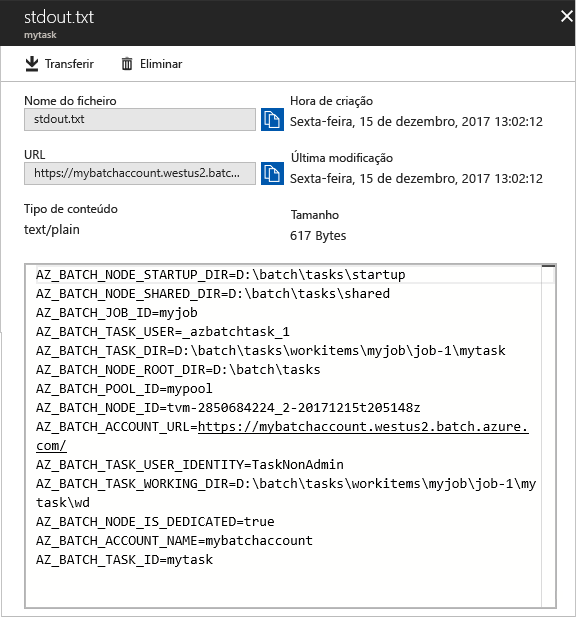 stdout.txt
mytask
Transferir
Eliminar
Nome do ficheiro
stdout.txt
Hora de criação
Sexta-feira, 15 de dezembro, 2017 13:02:12
URL
https://mybatchaccount.westus2.batc...
Última modificação
Sexta-feira, 15 de dezembro, 2017 13:02:12
Tipo de conteúdo
text/plain
Tamanho
617 Bytes
AZ_BATCH_NODE_STARTUP_DIR=D:\batch\tasks\startup
AZ_BATCH_NODE_SHARED_DIR=D:\batch\tasks\shared
AZ_BATCH_JOB_ID=myjob
AZ_BATCH_TASK_USER=_azbatchtask_1
AZ_BATCH_TASK_DIR=D:\batch\tasks\workitems\myjob\job-1\mytask
AZ_BATCH_NODE_ROOT_DIR=D:\batch\tasks
AZ_BATCH_POOL_ID=mypool
AZ_BATCH_NODE_ID=tvm-2850684224_2-20171215t205148z
AZ_BATCH_ACCOUNT_URL=https://mybatchaccount.westus2.batch.azure.
com/
AZ_BATCH_TASK_USER_IDENTITY=TaskNonAdmin
AZ_BATCH_TASK_WORKING_DIR=D:\batch\tasks\workitems\myjob\job-1\my
task\wd
AZ_BATCH_NODE_IS_DEDICATED=true
AZ_BATCH_ACCOUNT_NAME=mybatchaccount
AZ_BATCH_TASK_ID=mytask